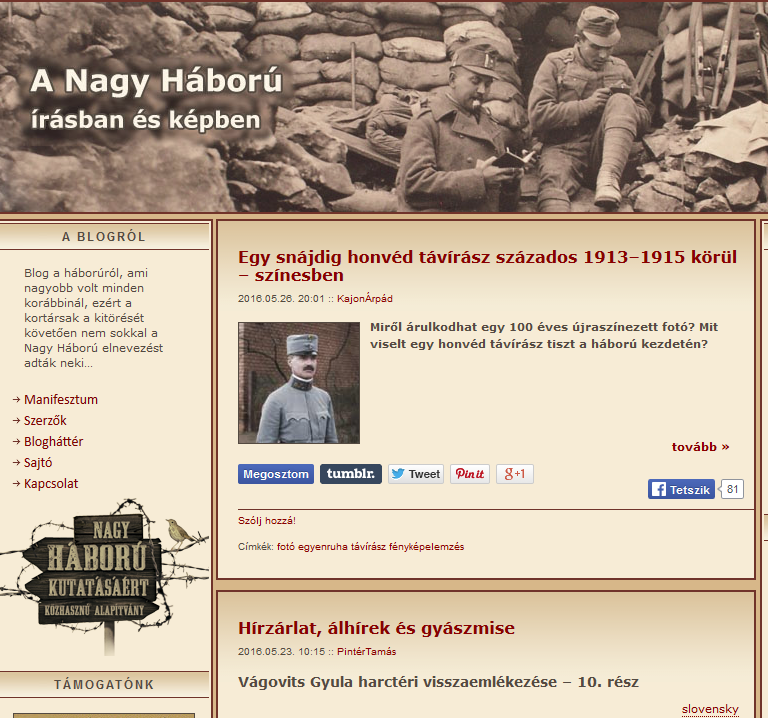 A Nagy Háború
írásban és képben
A BLOGRÓL
Blog a háborúról, ami
nagyobb volt minden
korábbinál, ezért a
kortársak a kitörését
követően nem sokkal a
Nagy Háború elnevezést
adták neki...
→ Manifesztum
→ Szerzők
→ Blogháttér
→ Sajtó
→ Kapcsolat
NAGY
HÁBORÚ
KUTATÁSÁÉRT
KÖZHASZNÚ ALAPÍTVÁNY
TÁMOGATÓNK
Egy snájdig honvéd távírász százados 1913–1915 körül
– színesben
2016.05.26. 20:01 :: KajonÁrpád
Miről árulkodhat egy 100 éves újraszínezett fotó? Mit
viselt egy honvéd távírász tiszt a háború kezdetén?
tovább »
Megosztom tumblr. Tweet Pin it g+1
Tetszik 81
Szólj hozzá!
Címkék: fotó egyenruha távírász fényképelemzés
Hírzárlat, álhírek és gyászmise
2016.05.23. 10:15 :: PintérTamás
Vágovits Gyula harctéri visszaemlékezése – 10. rész
slovensky